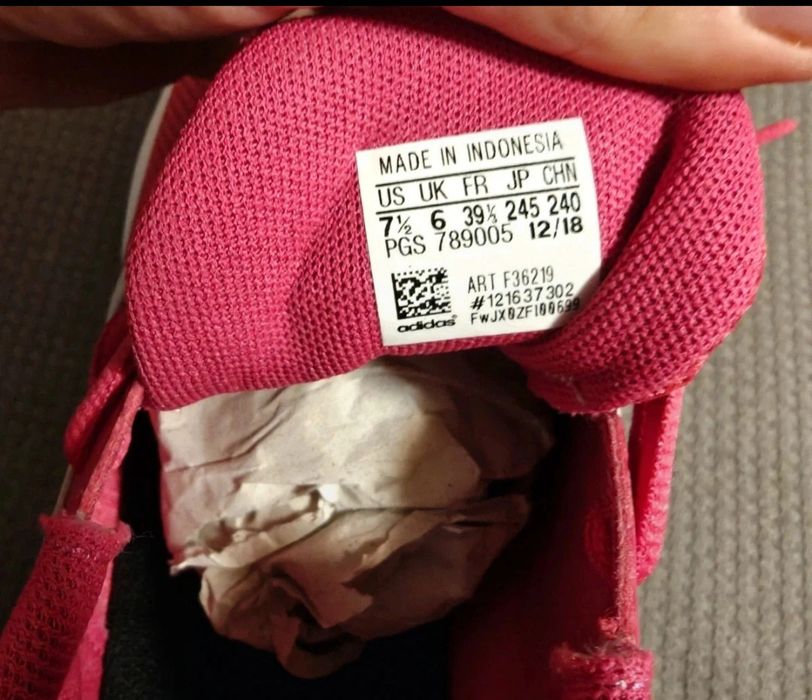 MADE IN INDONESIA
US UK FR JP CHN
7½ 6 39⅓ 245 240
PGS 789005 12/18
ART F36219
#121637302
adidas